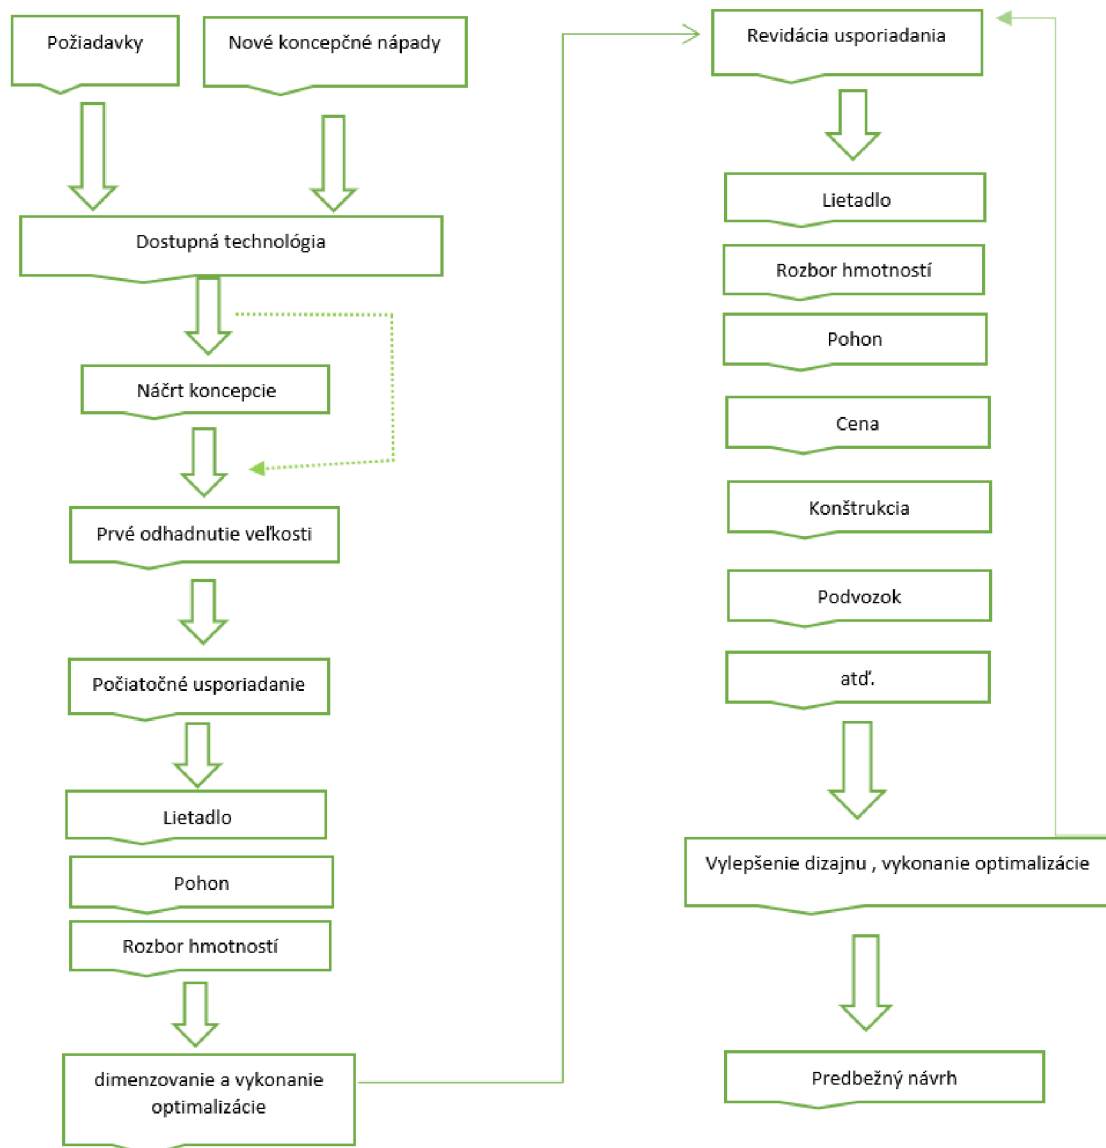 Požiadavky
Nové koncepčné nápady
Dostupná technológia
Náčrt koncepcie
Prvé odhadnutie veľkosti
Počiatočné usporiadanie
Lietadlo
Pohon
Rozbor hmotností
dimenzovanie a vykonanie
optimalizácie
Revidácia usporiadania
Lietadlo
Rozbor hmotností
Pohon
Cena
Konštrukcia
Podvozok
atď.
Vylepšenie dizajnu , vykonanie optimalizácie
Predbežný návrh